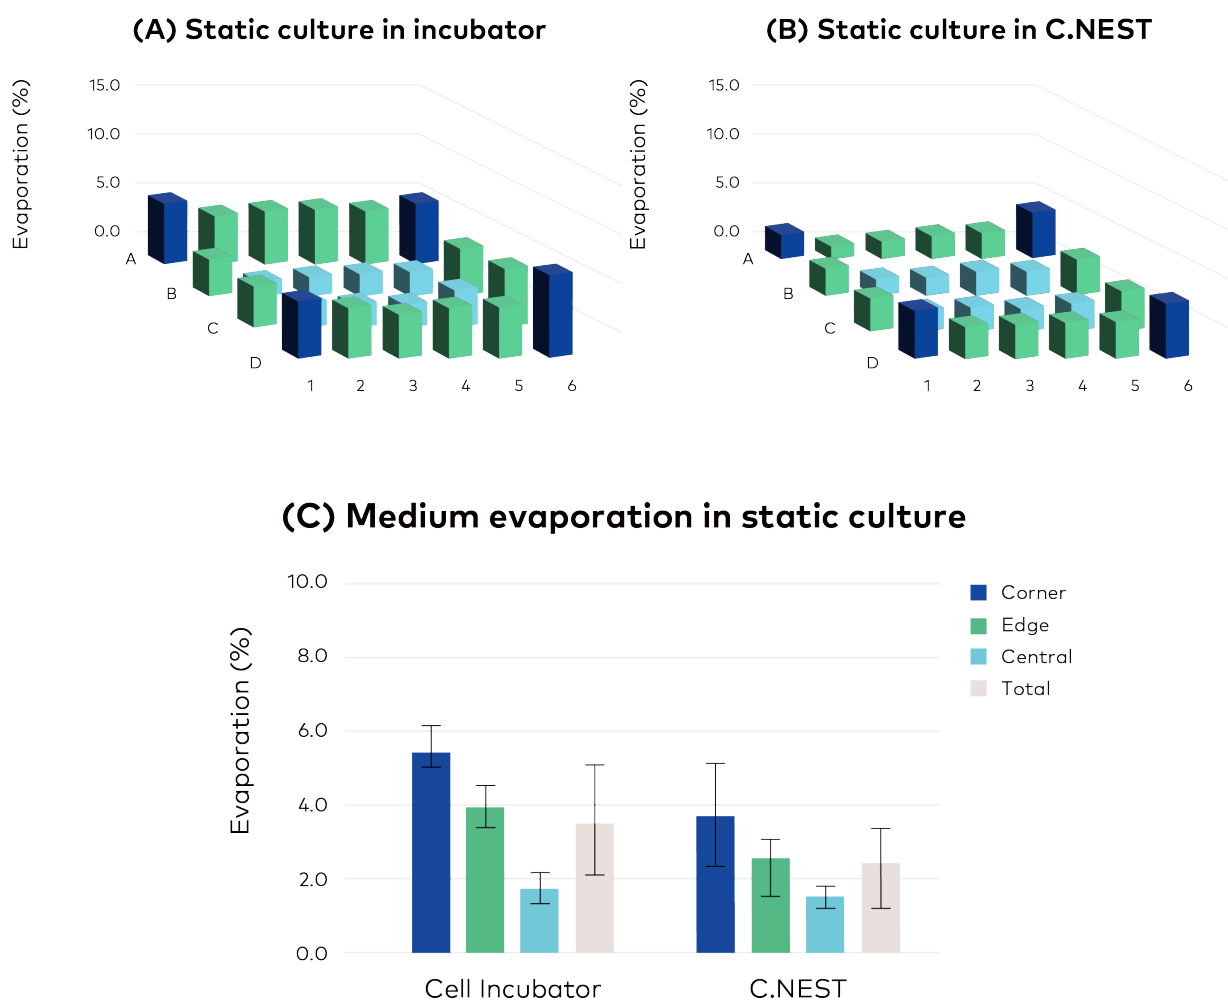 (A) Static culture in incubator
Evaporation (%)
15.0
10.0
5.0
0.0
A
B
C
D
1 2 3 4 5 6
(B) Static culture in C.NEST
Evaporation (%)
15.0
10.0
5.0
0.0
A
B
C
D
1 2 3 4 5 6
(C) Medium evaporation in static culture
Evaporation (%)
10.0
8.0
6.0
4.0
2.0
0.0
Cell Incubator
C.NEST
Corner
Edge
Central
Total